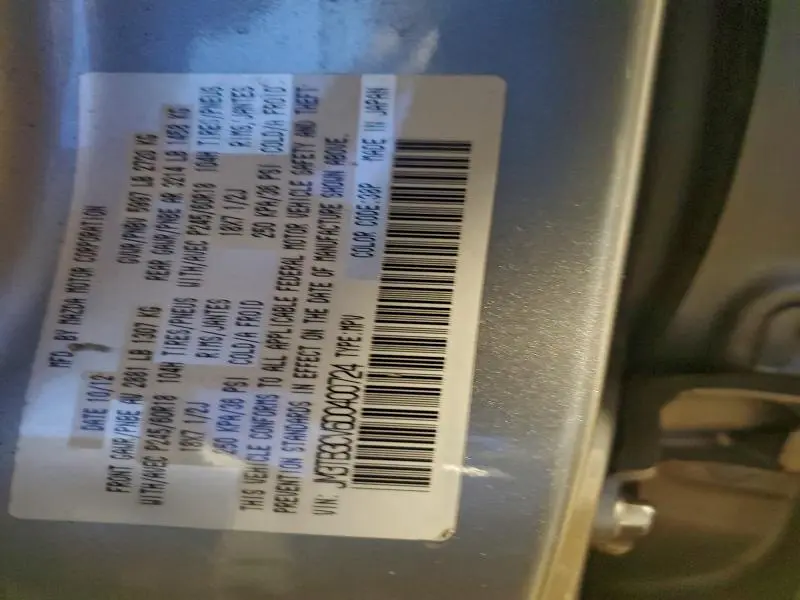 MFD. BY MAZDA MOTOR CORPORATION
DATE 10/12 GVWR/PNBV 5997 LB 2720 KG
FRONT GAWR/PNBE AV 2881 LB 1307 KG REAR GAWR/PNBE AR 3214 LB 1458 KG
WITH/AVEC P245/60R18 104H TIRES/PNEUS WITH/AVEC P245/60R18 104H TIRES/PNEUS
18X7 1/2J RIMS/JANTES 18X7 1/2J RIMS/JANTES
250 KPA/36 PSI COLD/A FROID 250 KPA/36 PSI COLD/A FROID
THIS VEHICLE CONFORMS TO ALL APPLICABLE FEDERAL MOTOR VEHICLE SAFETY AND THEFT
PREVENTION STANDARDS IN EFFECT ON THE DATE OF MANUFACTURE SHOWN ABOVE.
VIN: JM3TB3CV6D0400724 TYPE:MPV COLOR CODE:38P MADE IN JAPAN